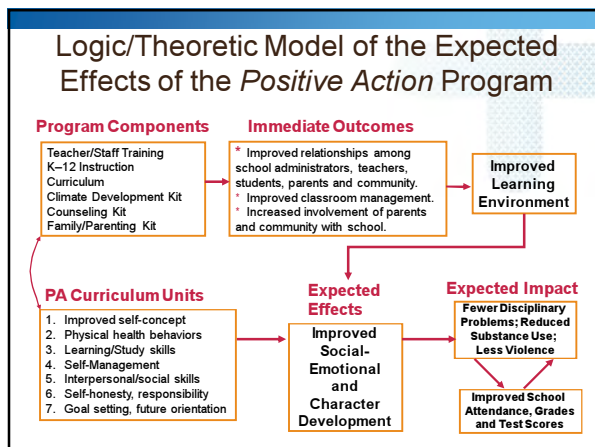 Logic/Theoretic Model of the Expected
Effects of the Positive Action Program
Program Components
Teacher/Staff Training
K–12 Instruction
Curriculum
Climate Development Kit
Counseling Kit
Family/Parenting Kit
Immediate Outcomes
* Improved relationships among
school administrators, teachers,
students, parents and community.
* Improved classroom management.
* Increased involvement of parents
and community with school.
Improved
Learning
Environment
PA Curriculum Units
1. Improved self-concept
2. Physical health behaviors
3. Learning/Study skills
4. Self-Management
5. Interpersonal/social skills
6. Self-honesty, responsibility
7. Goal setting, future orientation
Expected
Effects
Improved
Social-
Emotional
and
Character
Development
Expected Impact
Fewer Disciplinary
Problems; Reduced
Substance Use;
Less Violence
Improved School
Attendance, Grades
and Test Scores